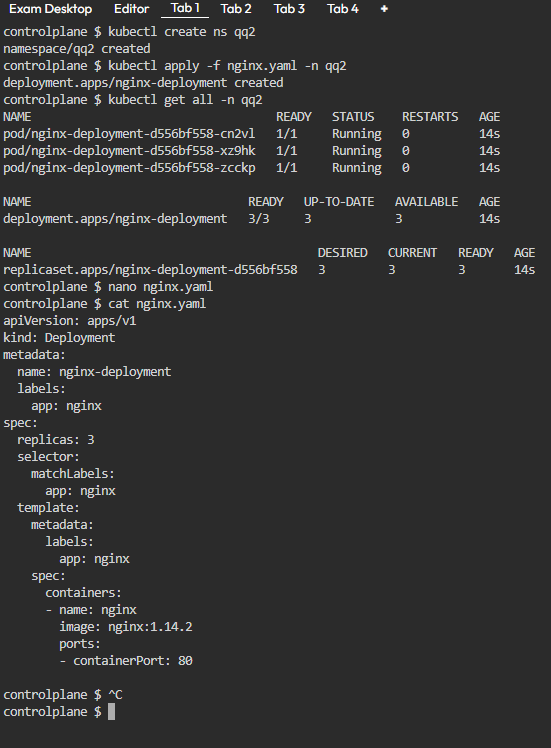 Exam Desktop Editor Tab 1 Tab 2 Tab 3 Tab 4 +
controlplane $ kubectl create ns qq2
namespace/qq2 created
controlplane $ kubectl apply -f nginx.yaml -n qq2
deployment.apps/nginx-deployment created
controlplane $ kubectl get all -n qq2
NAME                                   READY   STATUS    RESTARTS   AGE
pod/nginx-deployment-d556bf558-cn2vl   1/1     Running   0          14s
pod/nginx-deployment-d556bf558-xz9hk   1/1     Running   0          14s
pod/nginx-deployment-d556bf558-zcckp   1/1     Running   0          14s

NAME                               READY   UP-TO-DATE   AVAILABLE   AGE
deployment.apps/nginx-deployment   3/3     3            3           14s

NAME                                         DESIRED   CURRENT   READY   AGE
replicaset.apps/nginx-deployment-d556bf558   3         3         3       14s
controlplane $ nano nginx.yaml
controlplane $ cat nginx.yaml
apiVersion: apps/v1
kind: Deployment
metadata:
  name: nginx-deployment
  labels:
    app: nginx
spec:
  replicas: 3
  selector:
    matchLabels:
      app: nginx
  template:
    metadata:
      labels:
        app: nginx
    spec:
      containers:
      - name: nginx
        image: nginx:1.14.2
        ports:
        - containerPort: 80

controlplane $ ^C
controlplane $